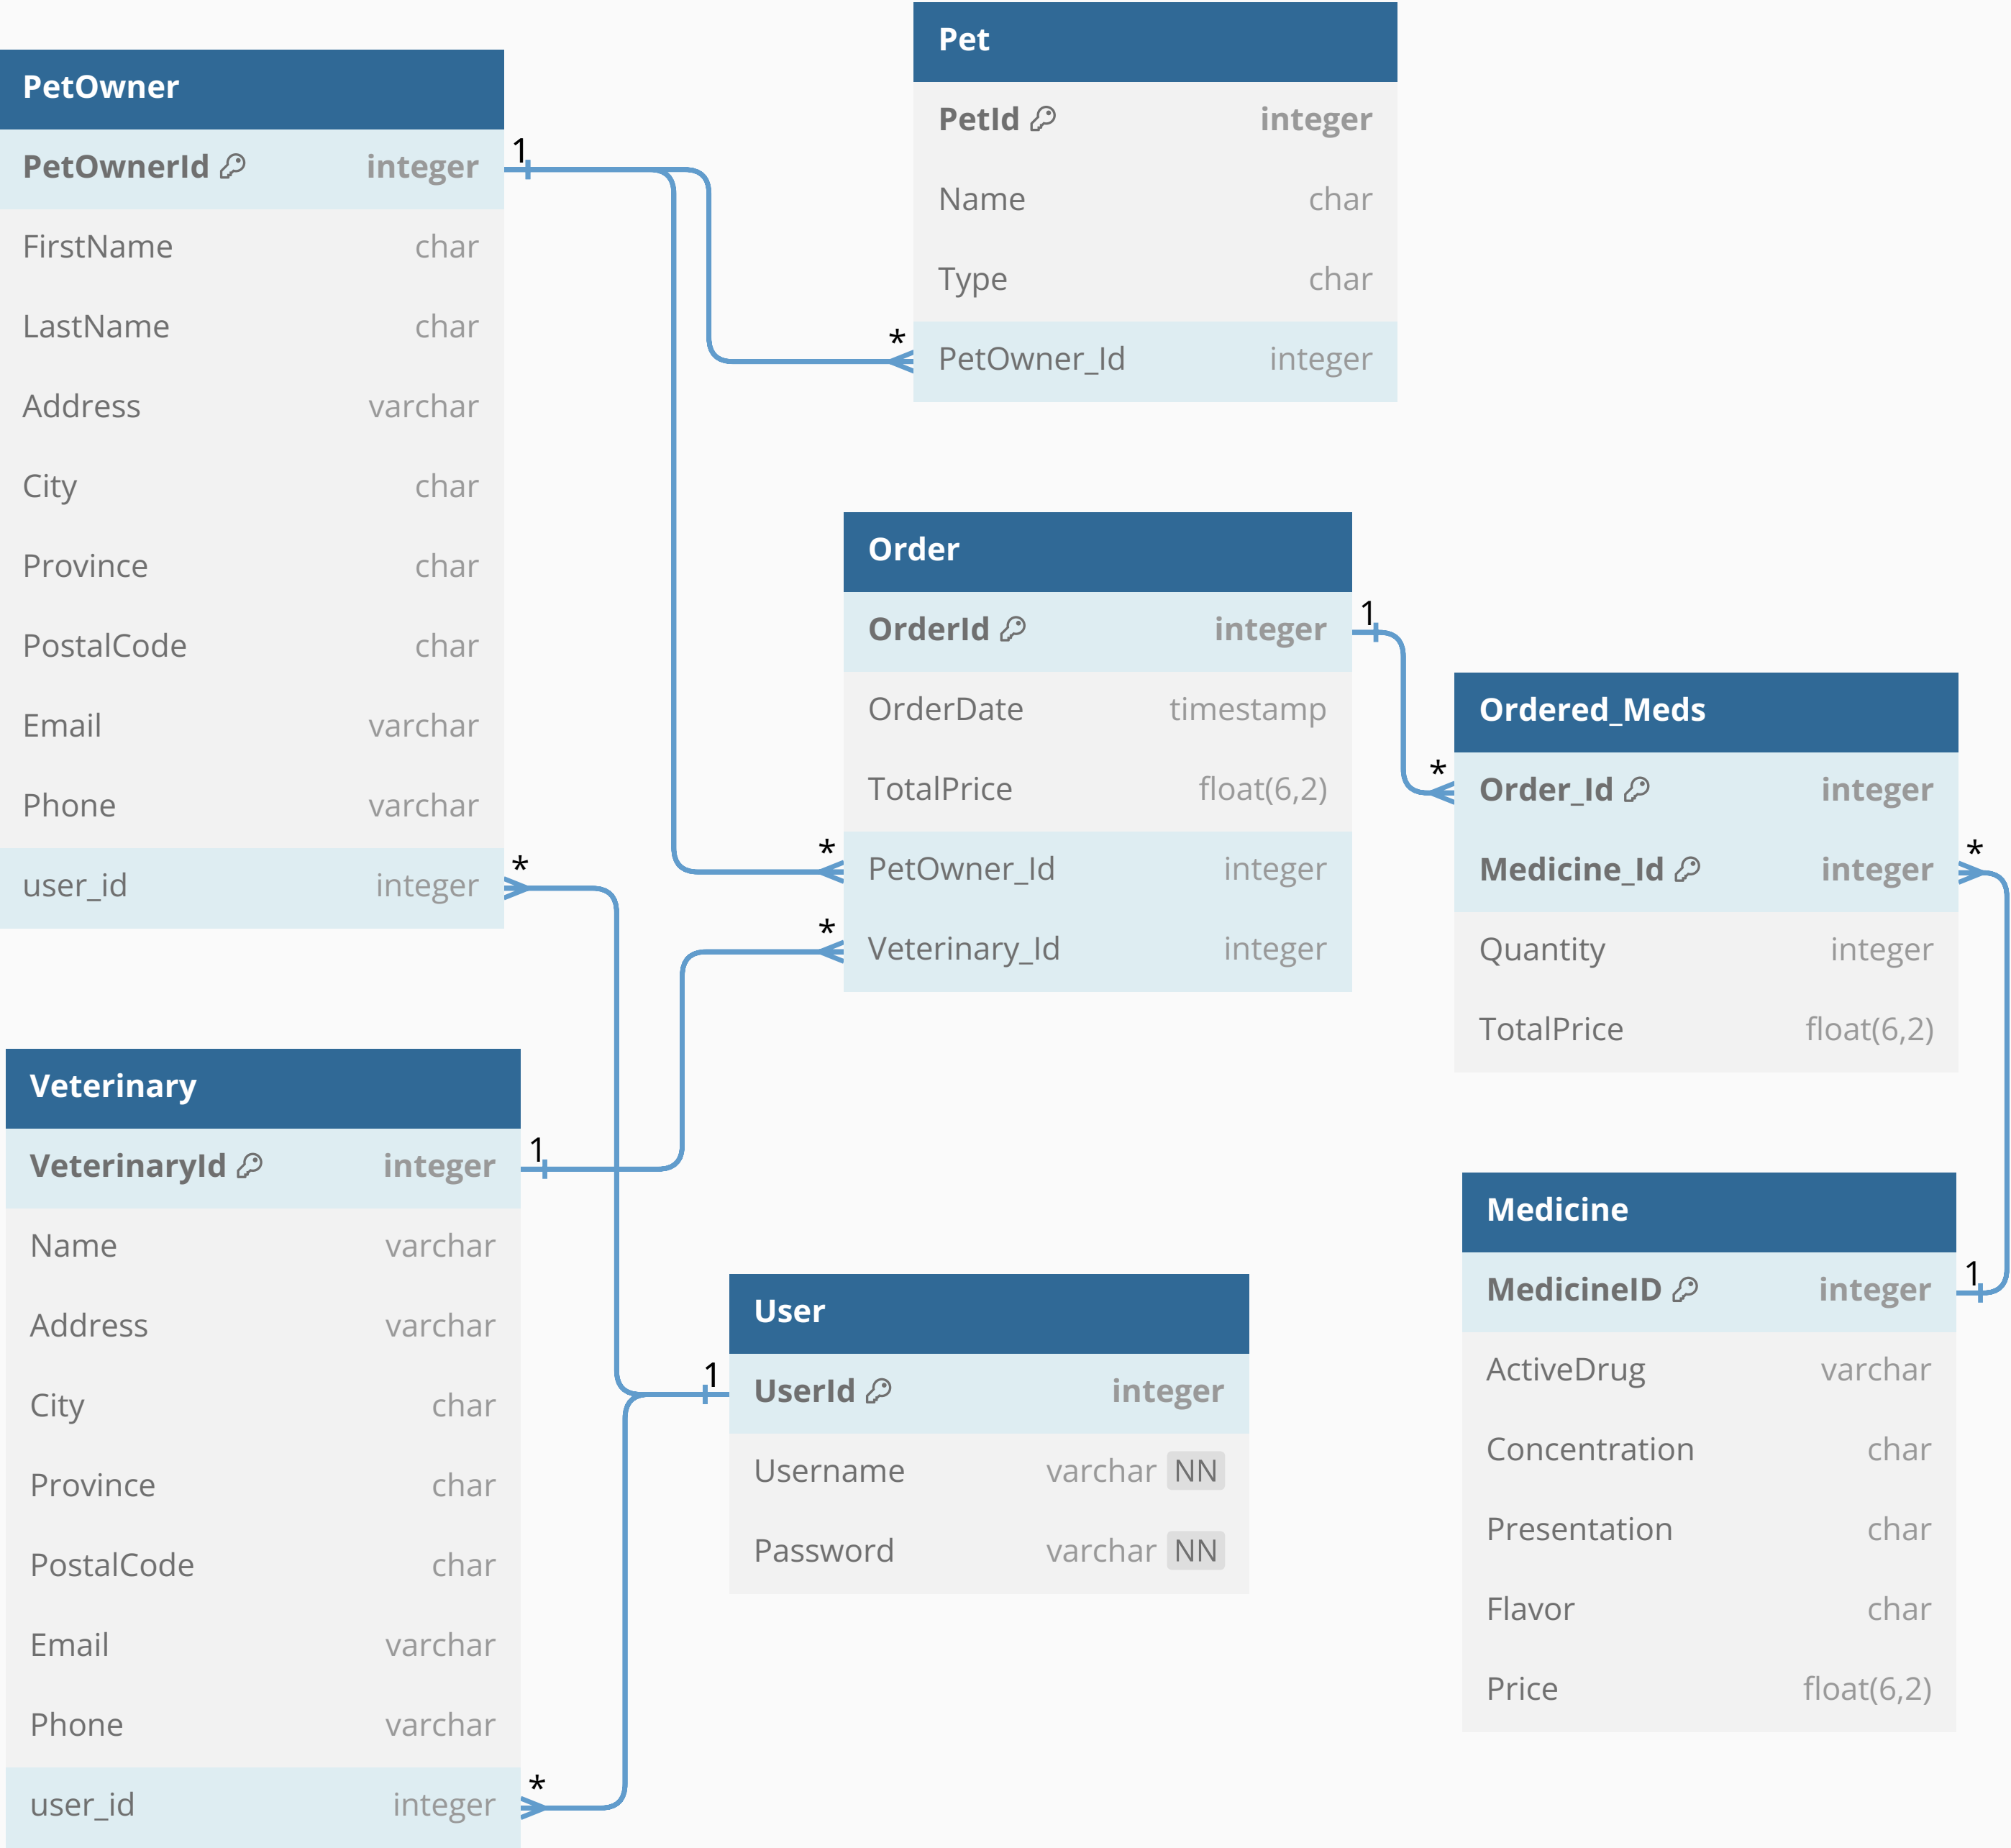 PetOwner
PetOwnerId integer
FirstName char
LastName char
Address varchar
City char
Province char
PostalCode char
Email varchar
Phone varchar
user_id integer
1
*
Pet
PetId integer
Name char
Type char
PetOwner_Id integer
*
Order
OrderId integer
OrderDate timestamp
TotalPrice float(6,2)
PetOwner_Id integer
Veterinary_Id integer
1
*
*
Ordered_Meds
Order_Id integer
Medicine_Id integer
Quantity integer
TotalPrice float(6,2)
*
*
Veterinary
VeterinaryId integer
Name varchar
Address varchar
City char
Province char
PostalCode char
Email varchar
Phone varchar
user_id integer
1
*
User
UserId integer
Username varchar NN
Password varchar NN
1
Medicine
MedicineID integer
ActiveDrug varchar
Concentration char
Presentation char
Flavor char
Price float(6,2)
1